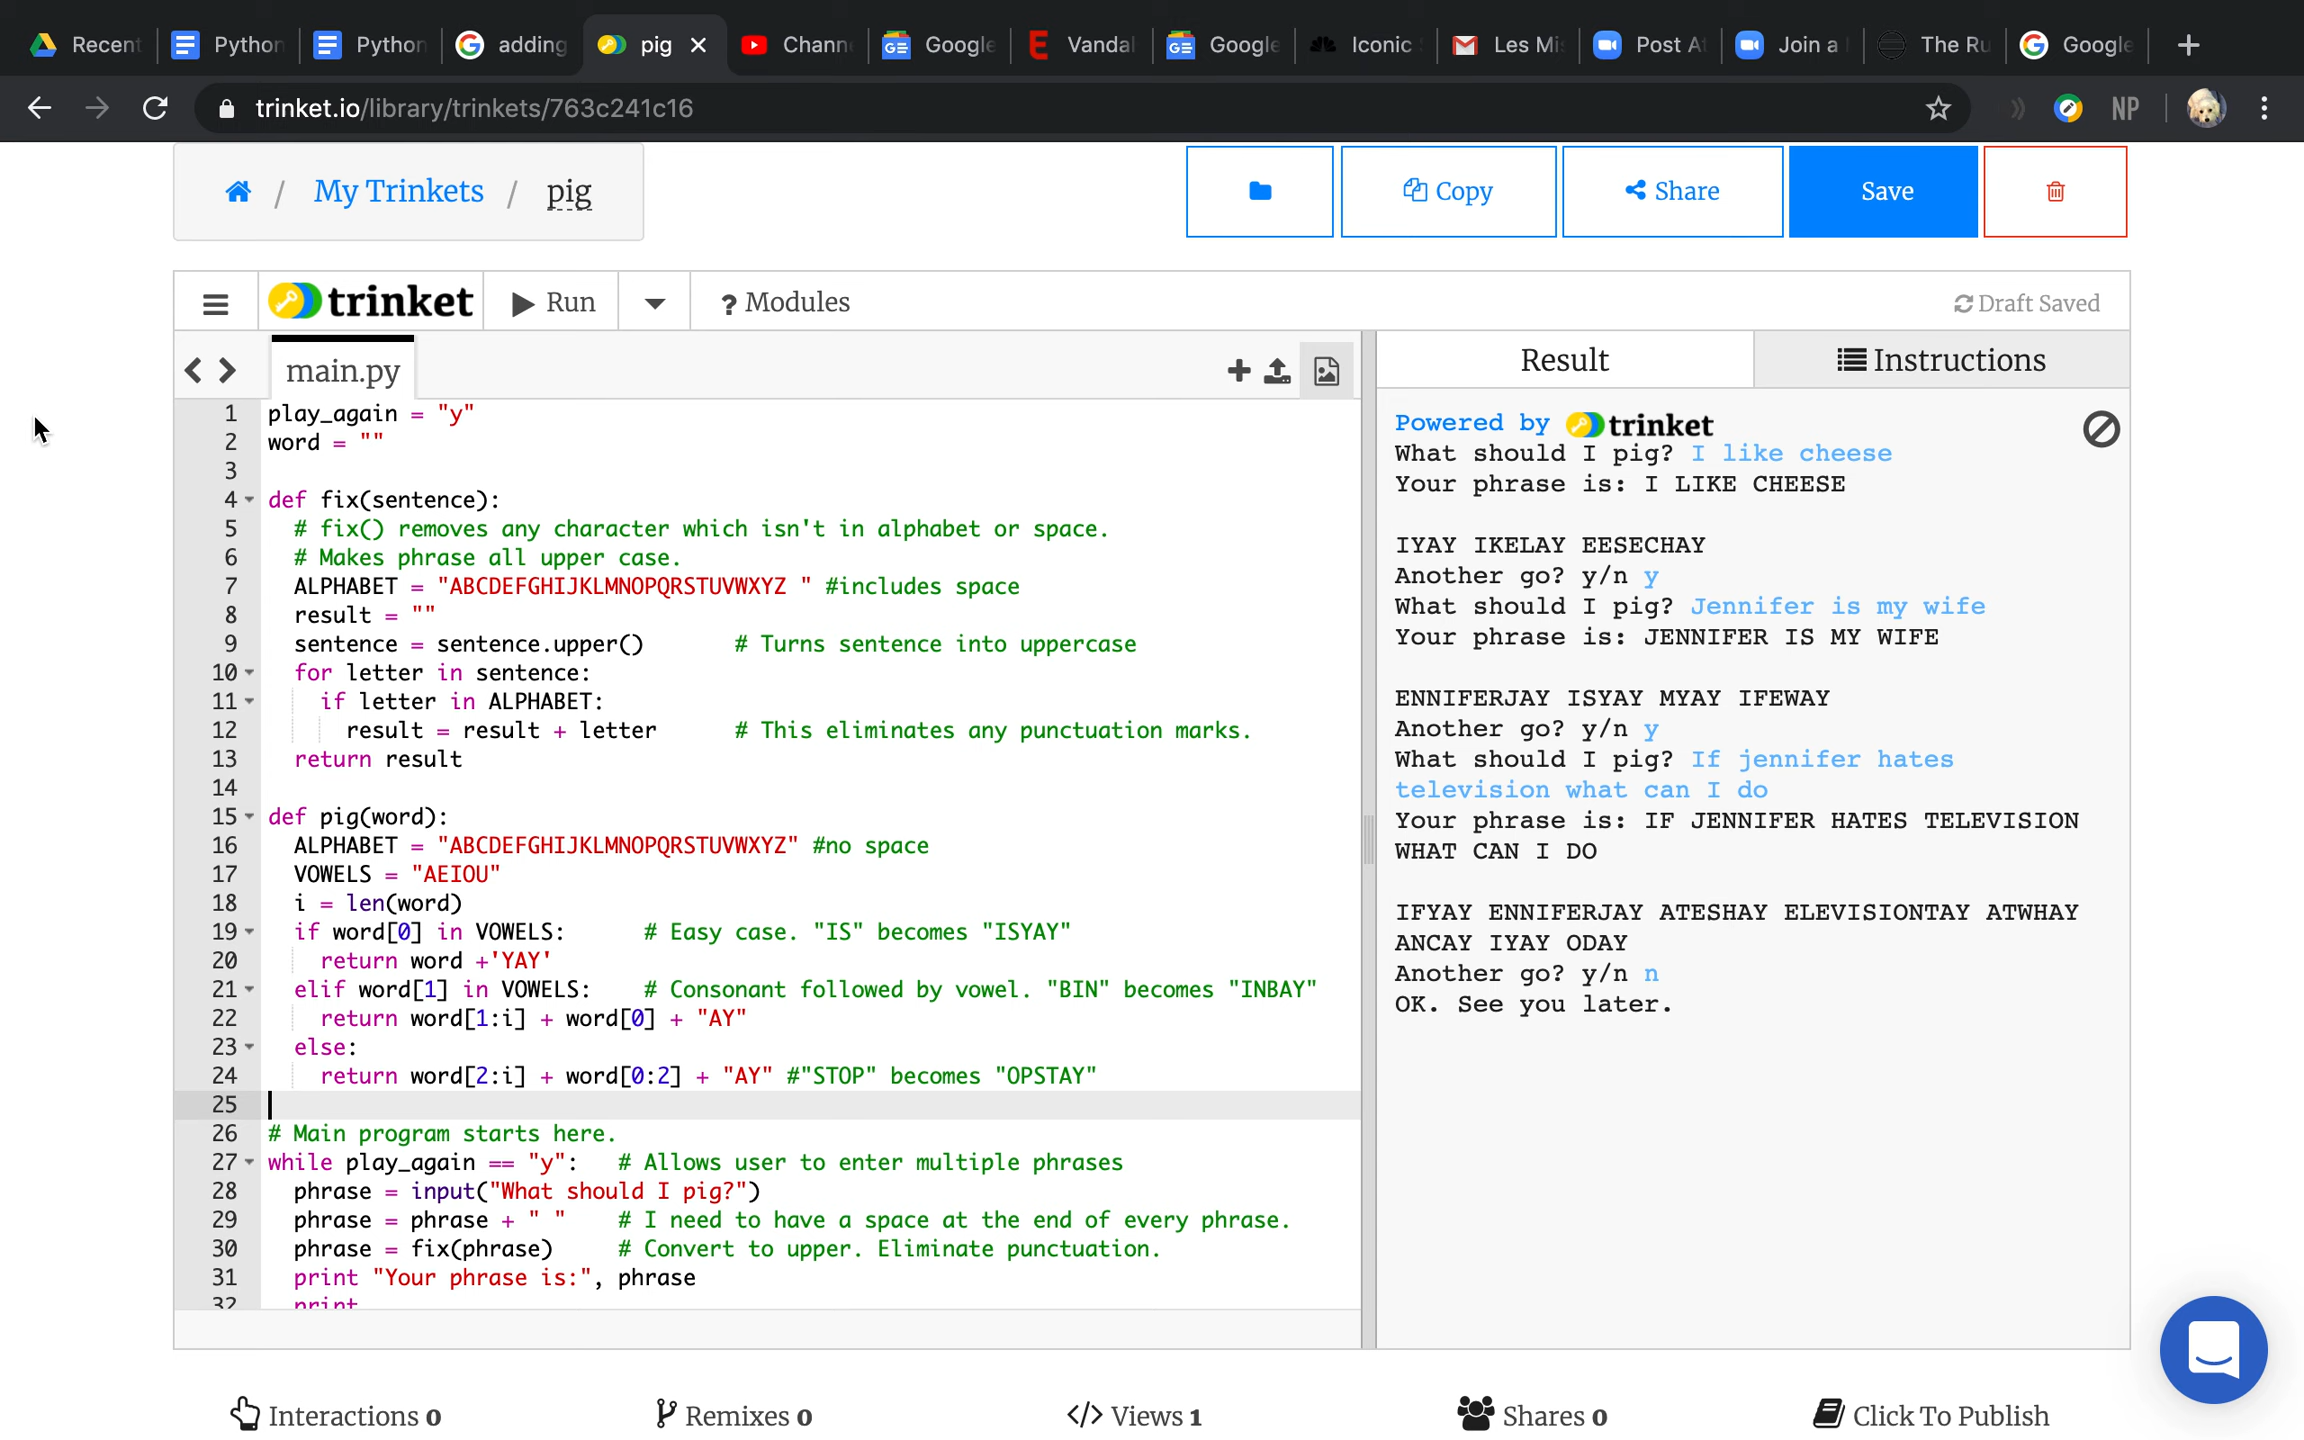 Recent
Python
Python
adding
pig
Chann
Google
Vandal
Google
Iconic
Les Mis
Post At
Join a
The Ru
Google
trinket.io/library/trinkets/763c241c16
NP
/ My Trinkets / pig
Copy
Share
Save
trinket
Run
? Modules
Draft Saved
main.py
Result
Instructions
1 play_again = "y"
2 word = ""
3
4 def fix(sentence):
5 # fix() removes any character which isn't in alphabet or space.
6 # Makes phrase all upper case.
7 ALPHABET = "ABCDEFGHIJKLMNOPQRSTUVWXYZ " #includes space
8 result = ""
9 sentence = sentence.upper() # Turns sentence into uppercase
10 for letter in sentence:
11 if letter in ALPHABET:
12 result = result + letter # This eliminates any punctuation marks.
13 return result
14
15 def pig(word):
16 ALPHABET = "ABCDEFGHIJKLMNOPQRSTUVWXYZ" #no space
17 VOWELS = "AEIOU"
18 i = len(word)
19 if word[0] in VOWELS: # Easy case. "IS" becomes "ISYAY"
20 return word +'YAY'
21 elif word[1] in VOWELS: # Consonant followed by vowel. "BIN" becomes "INBAY"
22 return word[1:i] + word[0] + "AY"
23 else:
24 return word[2:i] + word[0:2] + "AY" #"STOP" becomes "OPSTAY"
25
26 # Main program starts here.
27 while play_again == "y": # Allows user to enter multiple phrases
28 phrase = input("What should I pig?")
29 phrase = phrase + " " # I need to have a space at the end of every phrase.
30 phrase = fix(phrase) # Convert to upper. Eliminate punctuation.
31 print "Your phrase is:", phrase
32 print
Powered by trinket
What should I pig? I like cheese
Your phrase is: I LIKE CHEESE
IYAY IKELAY EESECHAY
Another go? y/n y
What should I pig? Jennifer is my wife
Your phrase is: JENNIFER IS MY WIFE
ENNIFERJAY ISYAY MYAY IFEWAY
Another go? y/n y
What should I pig? If jennifer hates
television what can I do
Your phrase is: IF JENNIFER HATES TELEVISION
WHAT CAN I DO
IFYAY ENNIFERJAY ATESHAY ELEVISIONTAY ATWHAY
ANCAY IYAY ODAY
Another go? y/n n
OK. See you later.
Interactions 0
Remixes 0
Views 1
Shares 0
Click To Publish